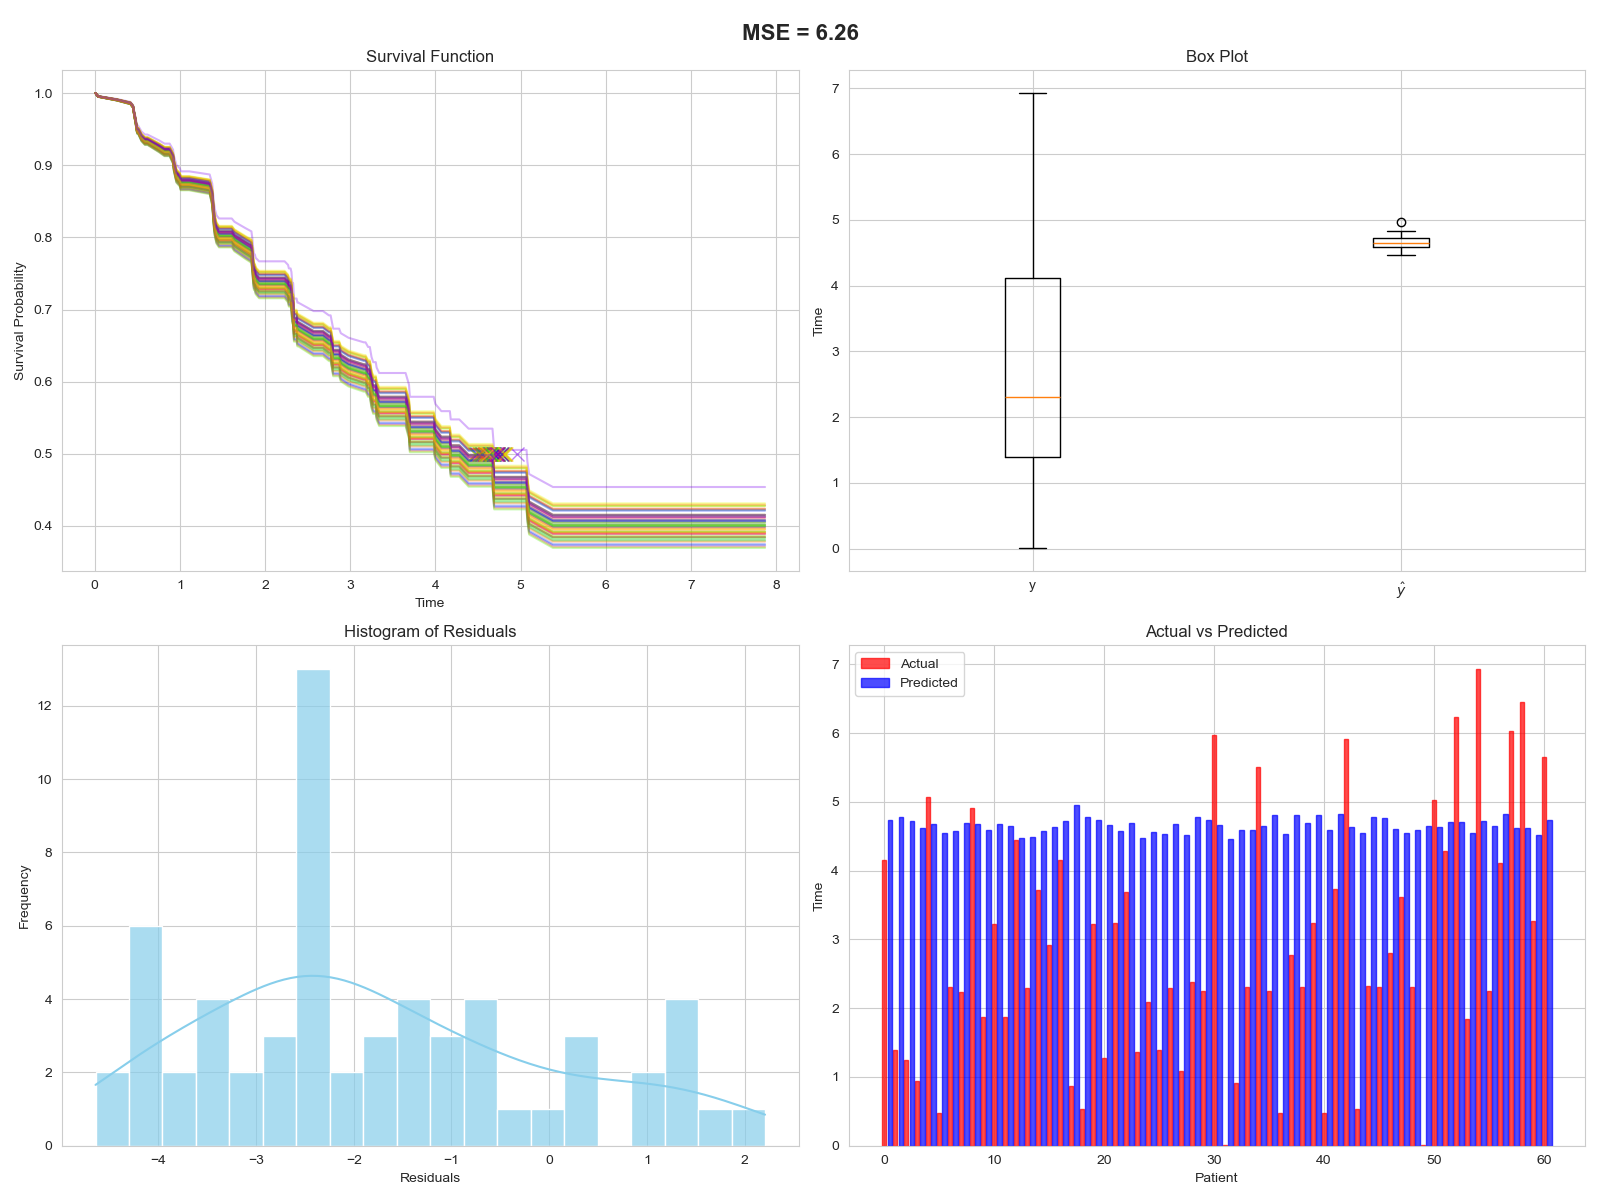 MSE = 6.26
Survival Function
1.0
0.9
0.8
0.7
0.6
0.5
0.4
Survival Probability
0 1 2 3 4 5 6 7 8
Time
Box Plot
7
6
5
4
3
2
1
0
Time
y ŷ
Histogram of Residuals
12
10
8
6
4
2
0
Frequency
−4 −3 −2 −1 0 1 2
Residuals
Actual vs Predicted
Actual
Predicted
7
6
5
4
3
2
1
0
Time
0 10 20 30 40 50 60
Patient